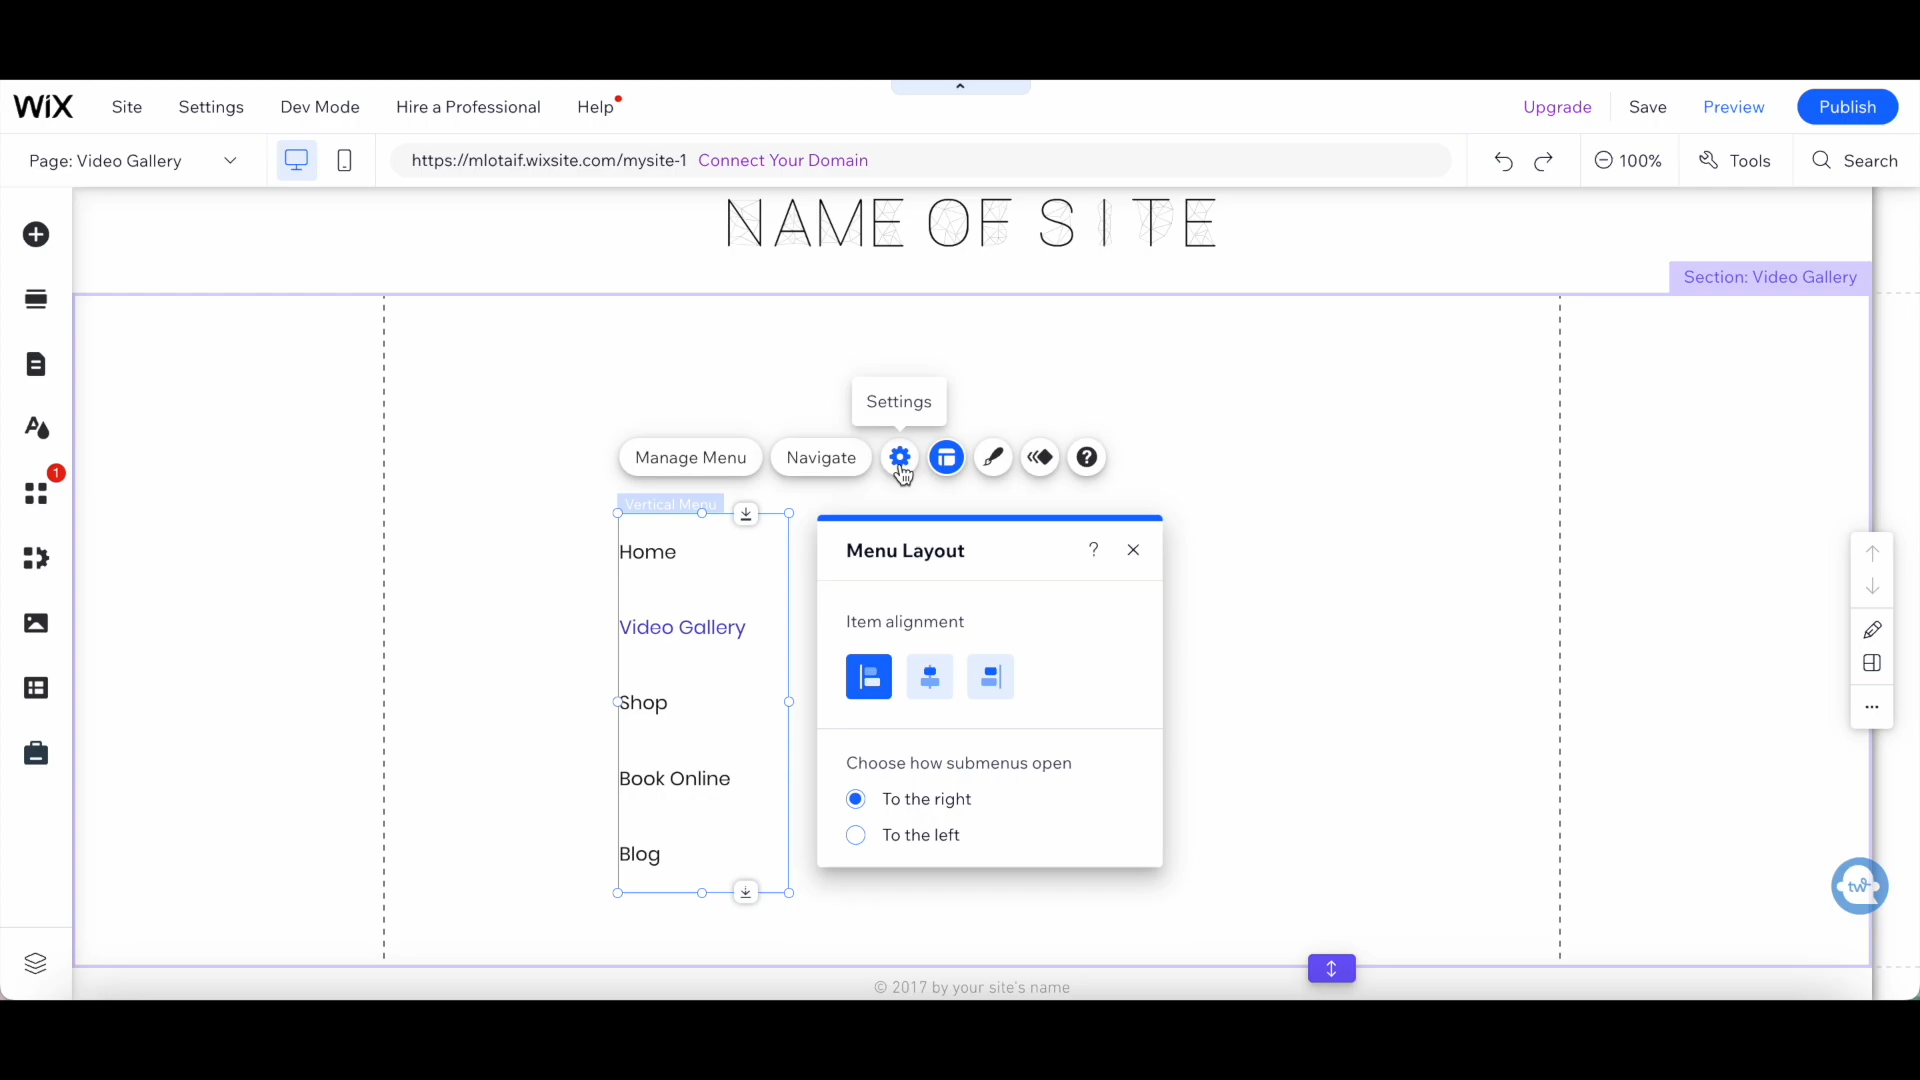 WiX
Site
Settings
Dev Mode
Hire a Professional
Help
Upgrade
Save
Preview
Publish
Page: Video Gallery
https://mlotaif.wixsite.com/mysite-1 Connect Your Domain
100%
Tools
Search
NAME OF SITE
Section: Video Gallery
Settings
Manage Menu
Navigate
?
Vertical Menu
Home
Video Gallery
Shop
Book Online
Blog
Menu Layout
?
Item alignment
Choose how submenus open
To the right
To the left
1
tw
© 2017 by your site's name